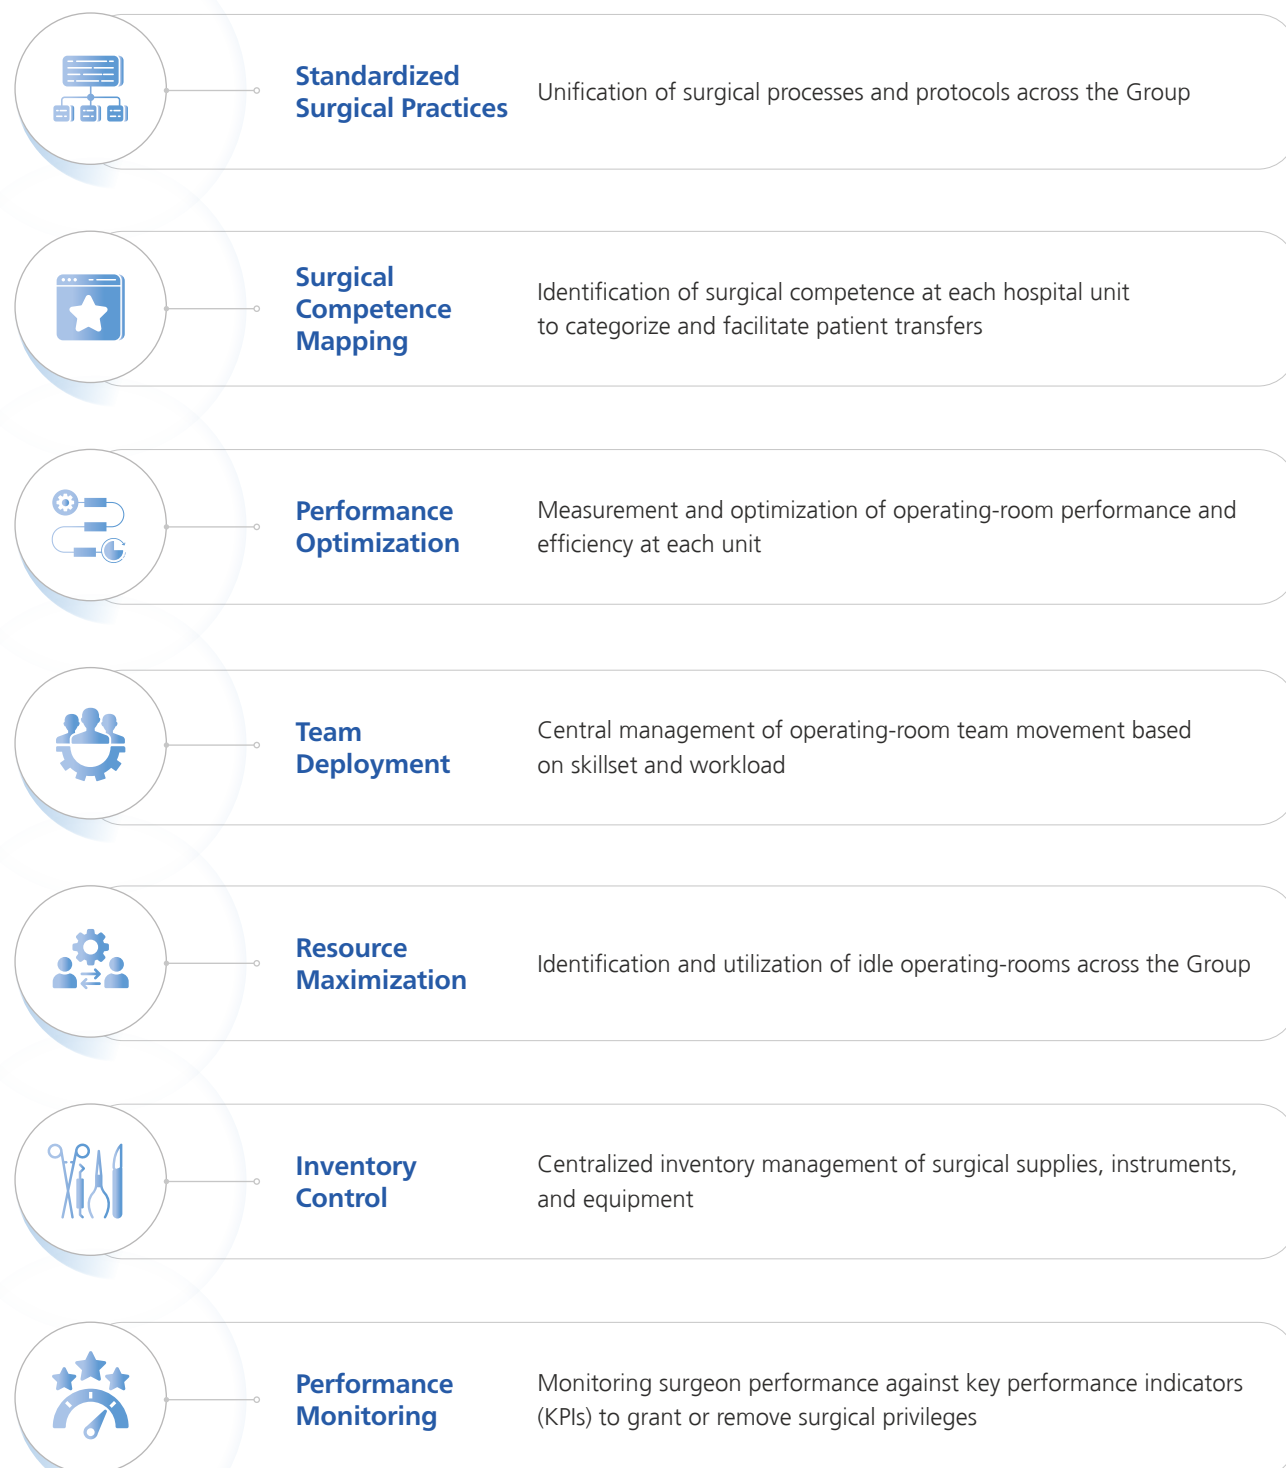 Standardized
Surgical Practices
Unification of surgical processes and protocols across the Group
Surgical
Competence
Mapping
Identification of surgical competence at each hospital unit
to categorize and facilitate patient transfers
Performance
Optimization
Measurement and optimization of operating-room performance and
efficiency at each unit
Team
Deployment
Central management of operating-room team movement based
on skillset and workload
Resource
Maximization
Identification and utilization of idle operating-rooms across the Group
Inventory
Control
Centralized inventory management of surgical supplies, instruments,
and equipment
Performance
Monitoring
Monitoring surgeon performance against key performance indicators
(KPIs) to grant or remove surgical privileges